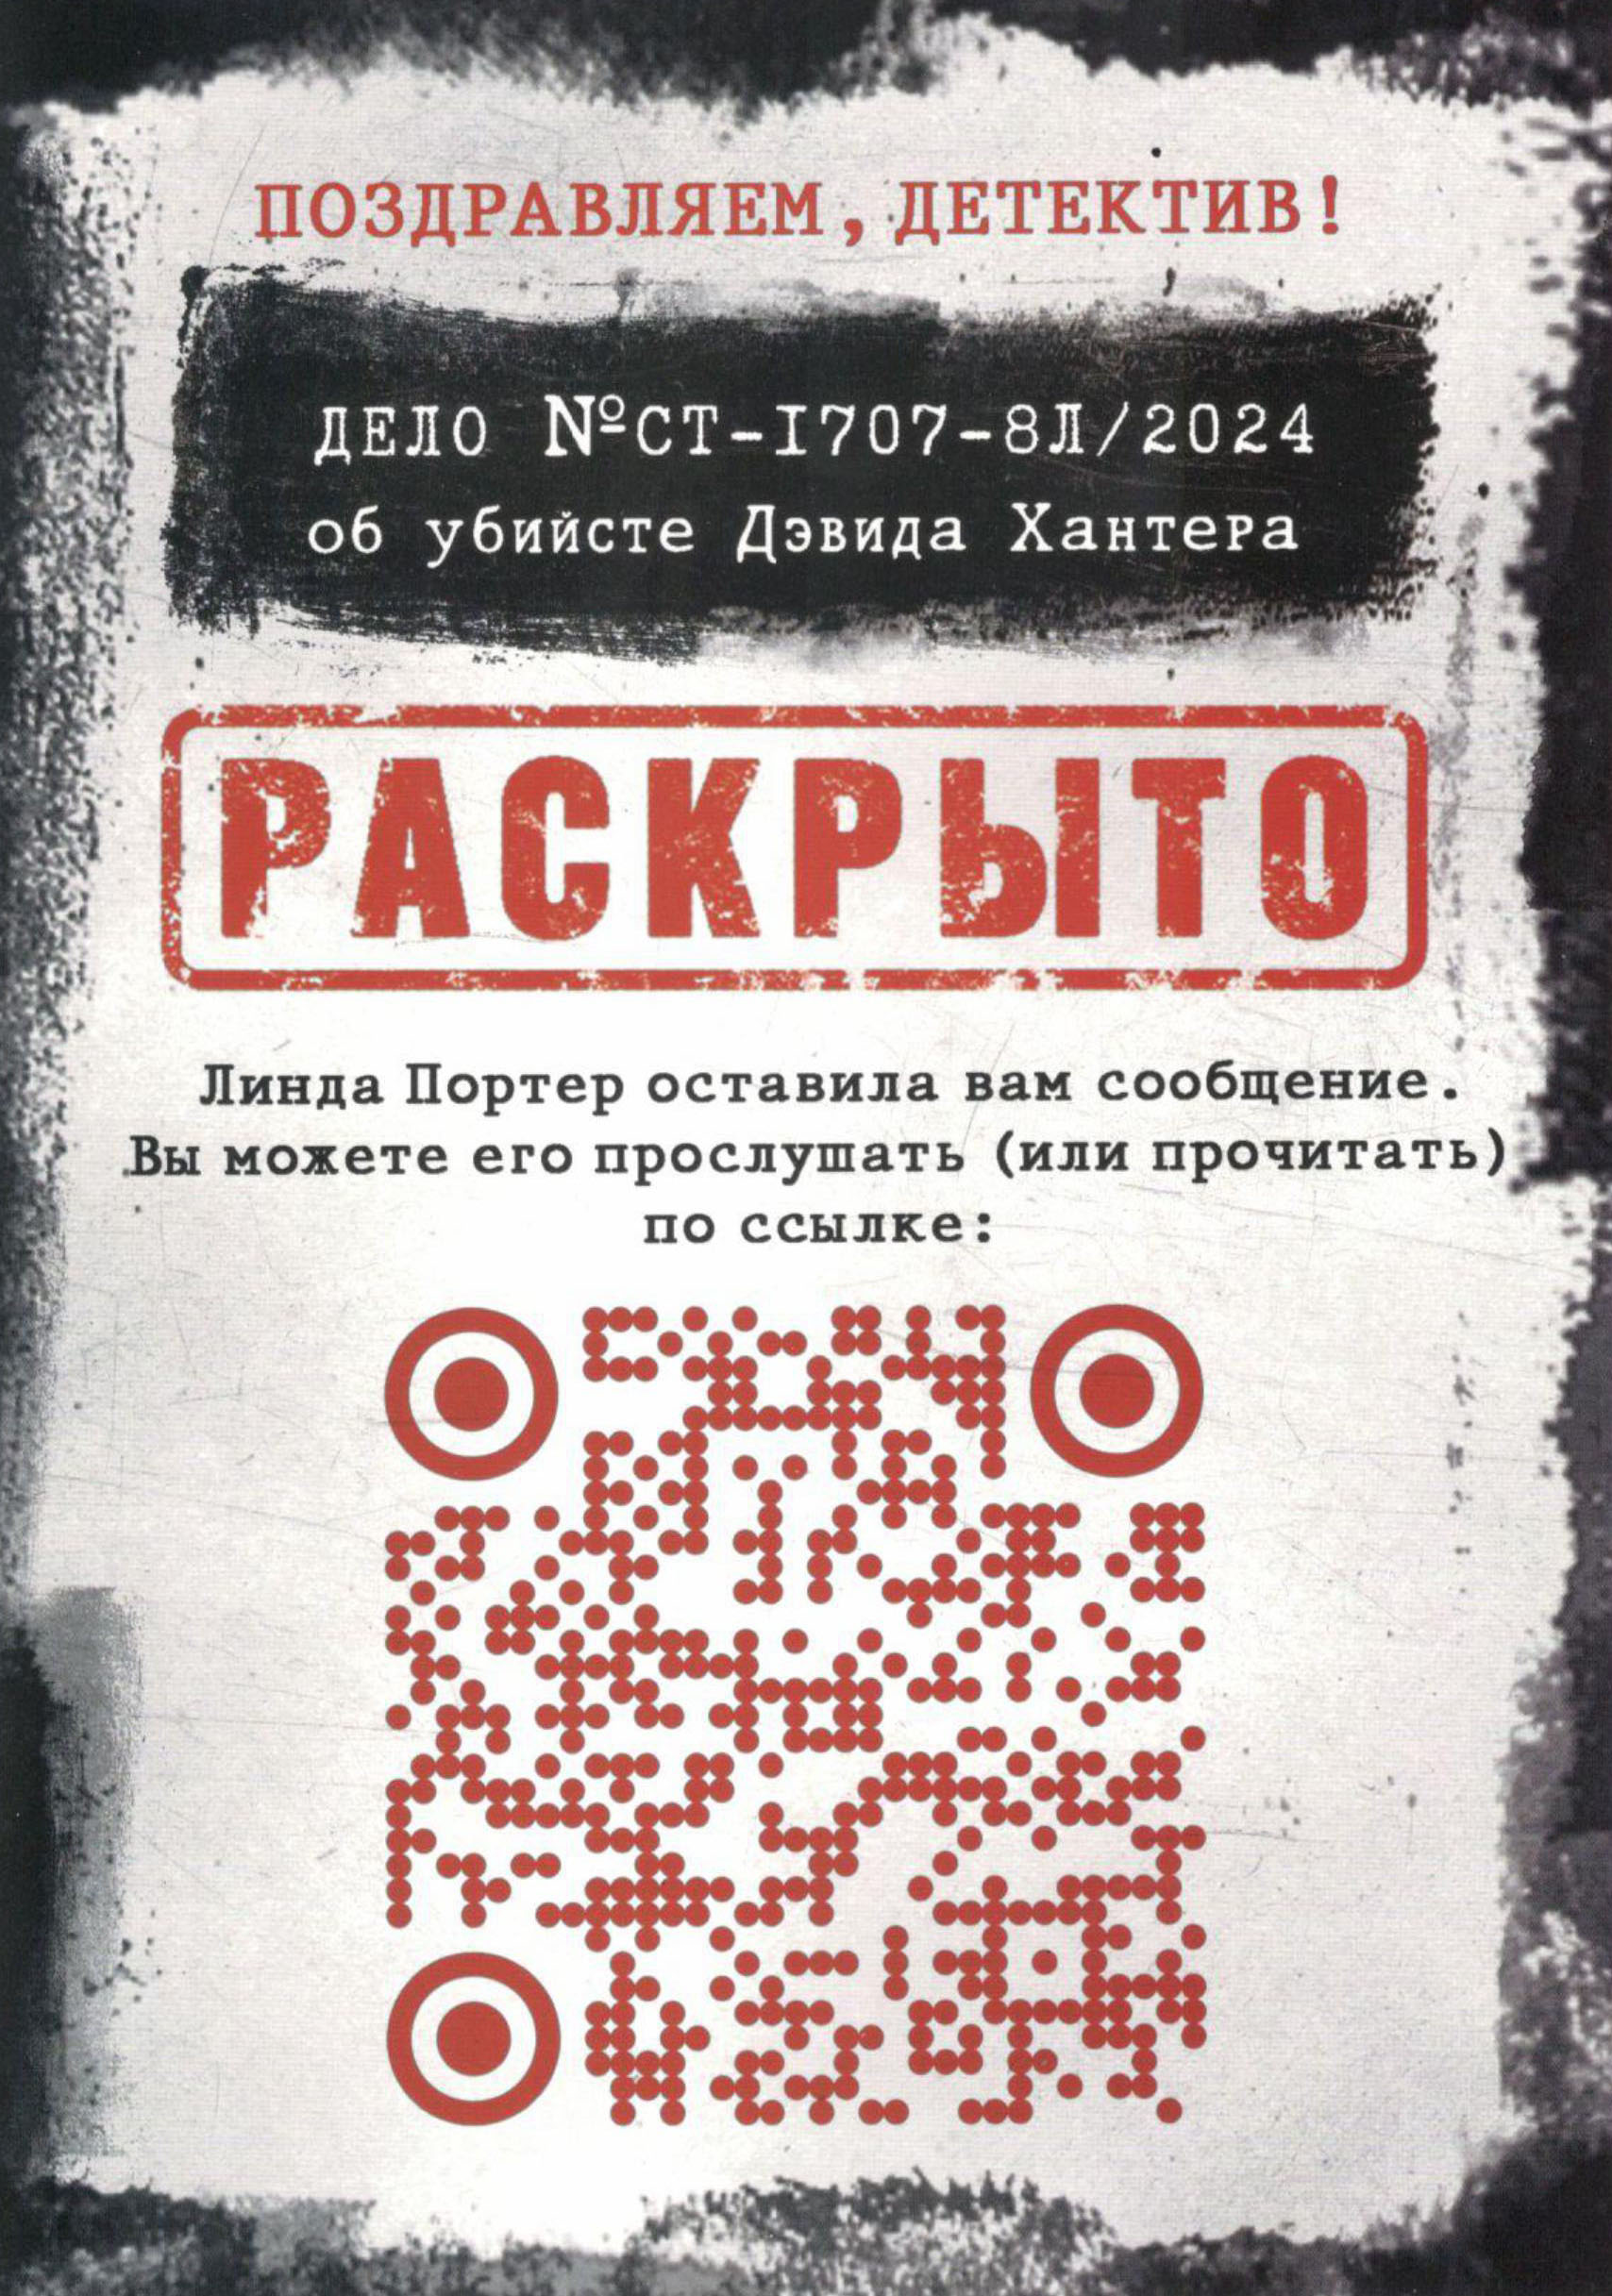 ПОЗДРАВЛЯЕМ, ДЕТЕКТИВ!
ДЕЛО №СТ-I707-8Л/2024
об убийсте Дэвида Хантера
РАСКРЫТО
Линда Портер оставила вам сообщение.
Вы можете его прослушать (или прочитать)
по ссылке: